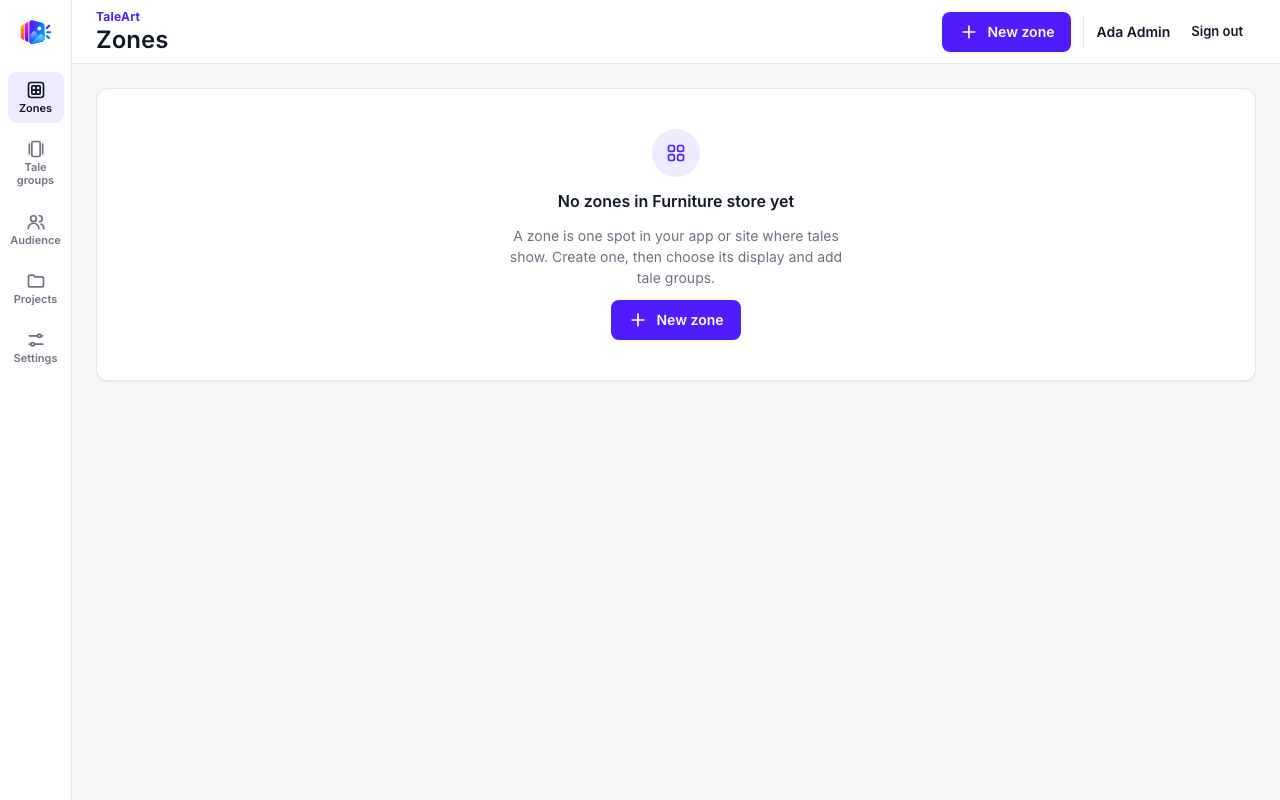 TaleArt
Zones
New zone
Ada Admin
Sign out
Zones
Tale
groups
Audience
Projects
Settings
No zones in Furniture store yet
A zone is one spot in your app or site where tales
show. Create one, then choose its display and add
tale groups.
New zone